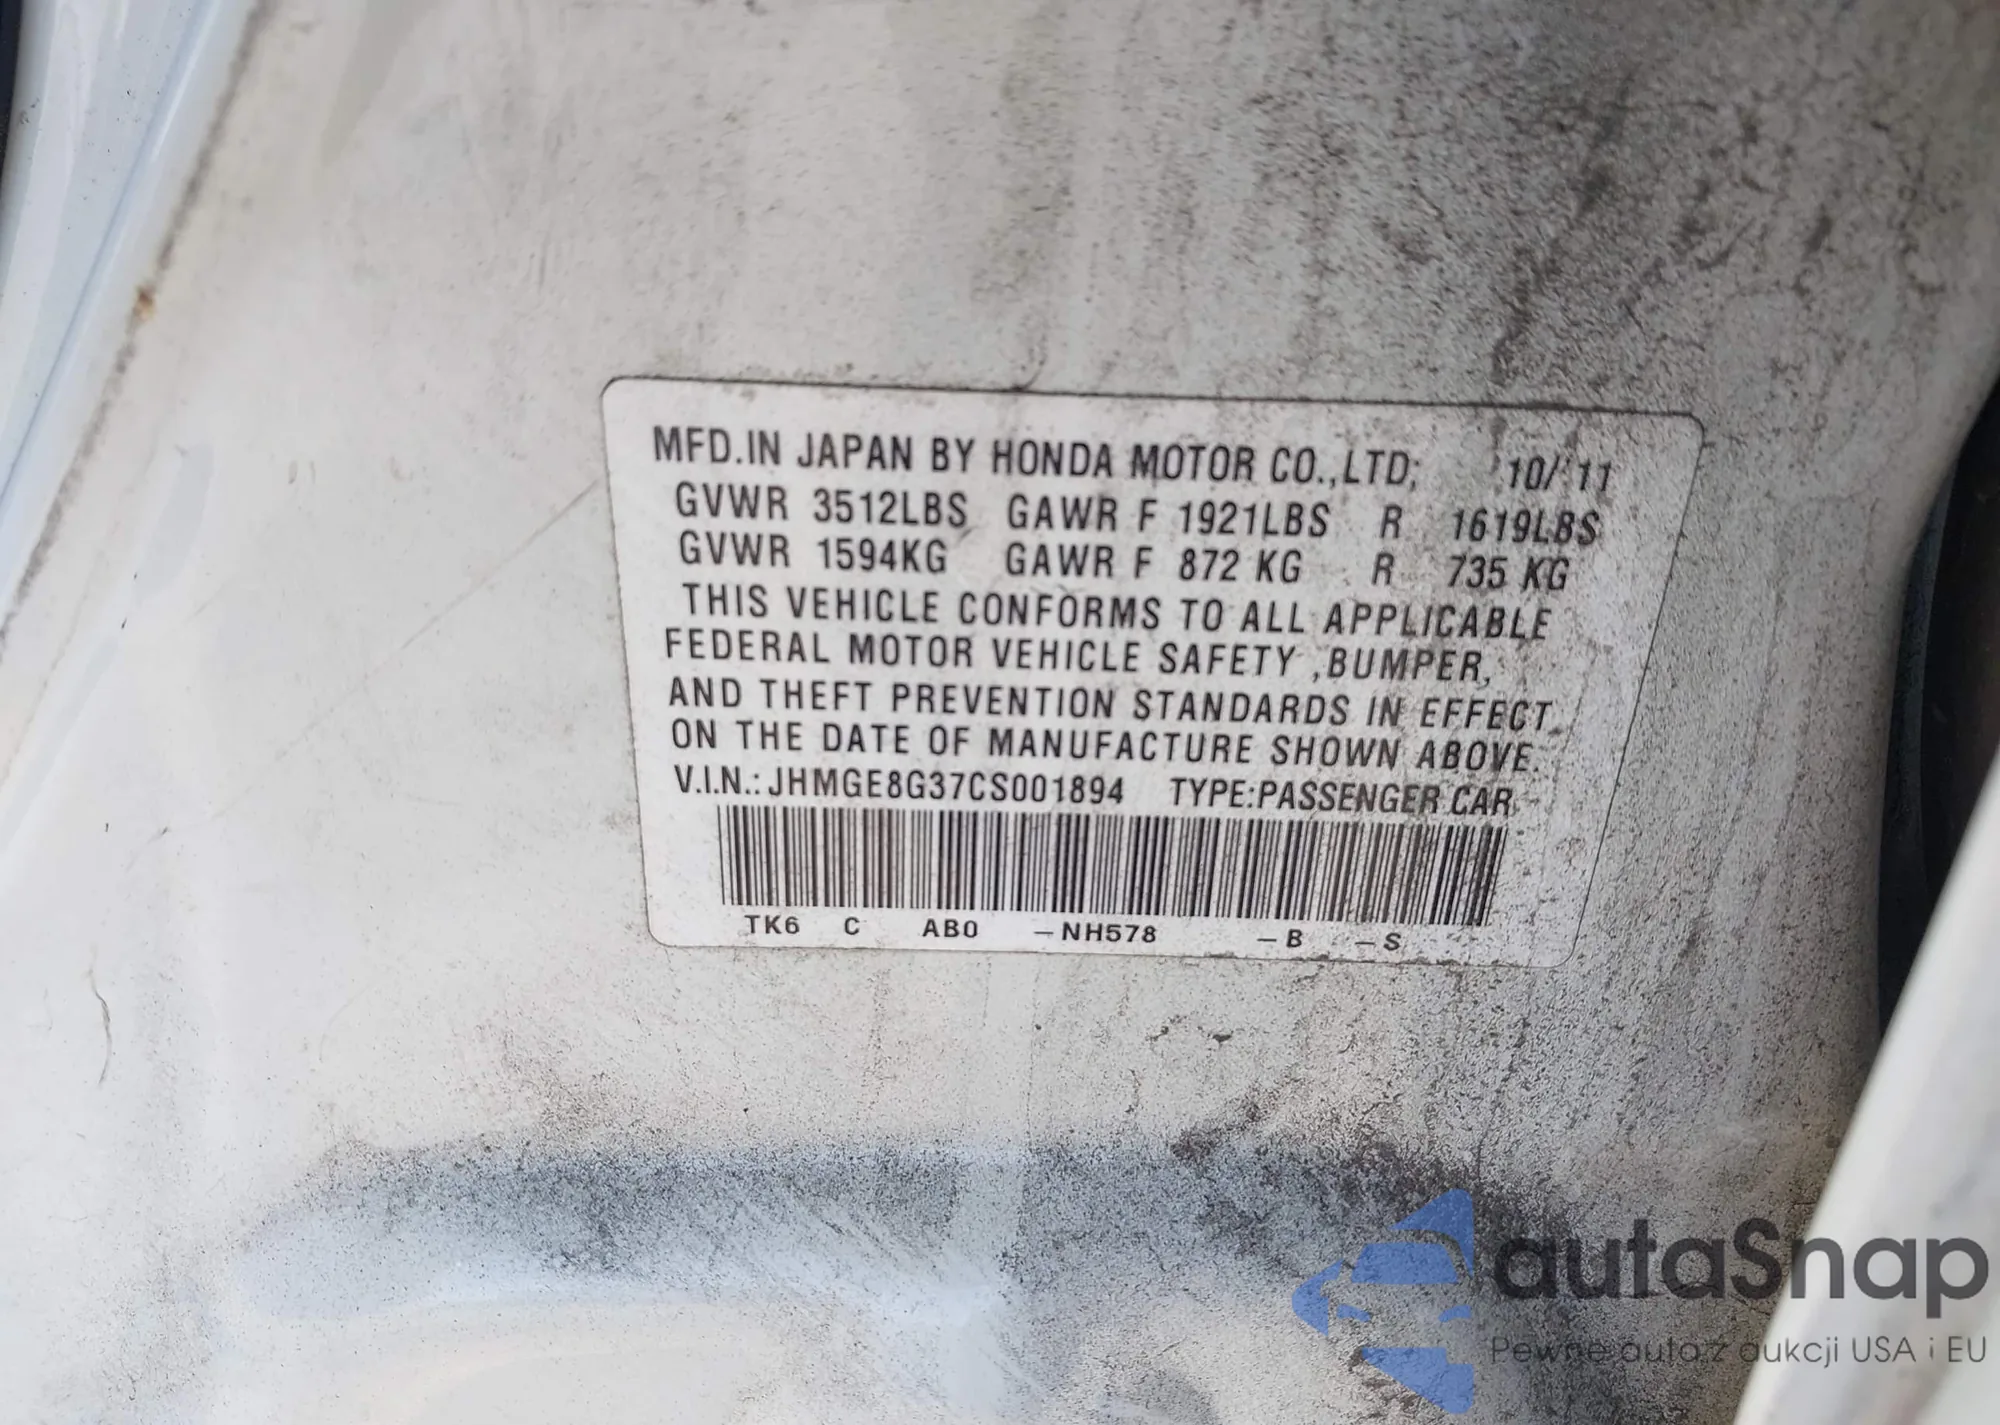 MFD.IN JAPAN BY HONDA MOTOR CO.,LTD; 10/'11
GVWR 3512LBS GAWR F 1921LBS R 1619LBS
GVWR 1594KG GAWR F 872 KG R 735 KG
THIS VEHICLE CONFORMS TO ALL APPLICABLE
FEDERAL MOTOR VEHICLE SAFETY ,BUMPER,
AND THEFT PREVENTION STANDARDS IN EFFECT
ON THE DATE OF MANUFACTURE SHOWN ABOVE.
V.I.N.: JHMGE8G37CS001894 TYPE:PASSENGER CAR
TK6 C AB0 -NH578 -B -S
autaSnap
Pewne auta z aukcji USA i EU